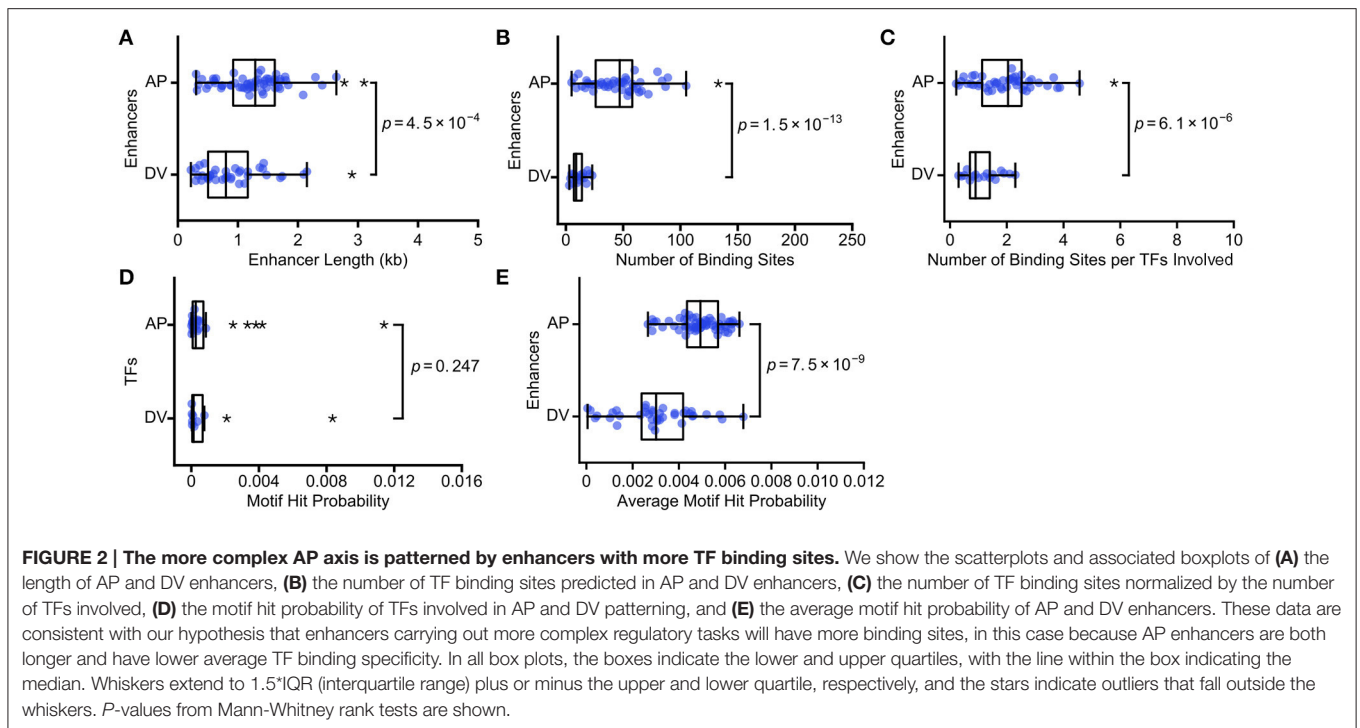 A
AP
DV
Enhancers
* *
*
p = 4.5 × 10⁻⁴
0 1 2 3 4 5
Enhancer Length (kb)
B
AP
DV
Enhancers
*
p = 1.5 × 10⁻¹³
0 50 100 150 200 250
Number of Binding Sites
C
AP
DV
Enhancers
*
p = 6.1 × 10⁻⁶
0 2 4 6 8 10
Number of Binding Sites per TFs Involved
D
AP
DV
TFs
* * * * *
* *
p = 0.247
0 0.004 0.008 0.012 0.016
Motif Hit Probability
E
AP
DV
Enhancers
p = 7.5 × 10⁻⁹
0 0.002 0.004 0.006 0.008 0.010 0.012
Average Motif Hit Probability
FIGURE 2 | The more complex AP axis is patterned by enhancers with more TF binding sites. We show the scatterplots and associated boxplots of (A) the
length of AP and DV enhancers, (B) the number of TF binding sites predicted in AP and DV enhancers, (C) the number of TF binding sites normalized by the number
of TFs involved, (D) the motif hit probability of TFs involved in AP and DV patterning, and (E) the average motif hit probability of AP and DV enhancers. These data are
consistent with our hypothesis that enhancers carrying out more complex regulatory tasks will have more binding sites, in this case because AP enhancers are both
longer and have lower average TF binding specificity. In all box plots, the boxes indicate the lower and upper quartiles, with the line within the box indicating the
median. Whiskers extend to 1.5*IQR (interquartile range) plus or minus the upper and lower quartile, respectively, and the stars indicate outliers that fall outside the
whiskers. P-values from Mann-Whitney rank tests are shown.